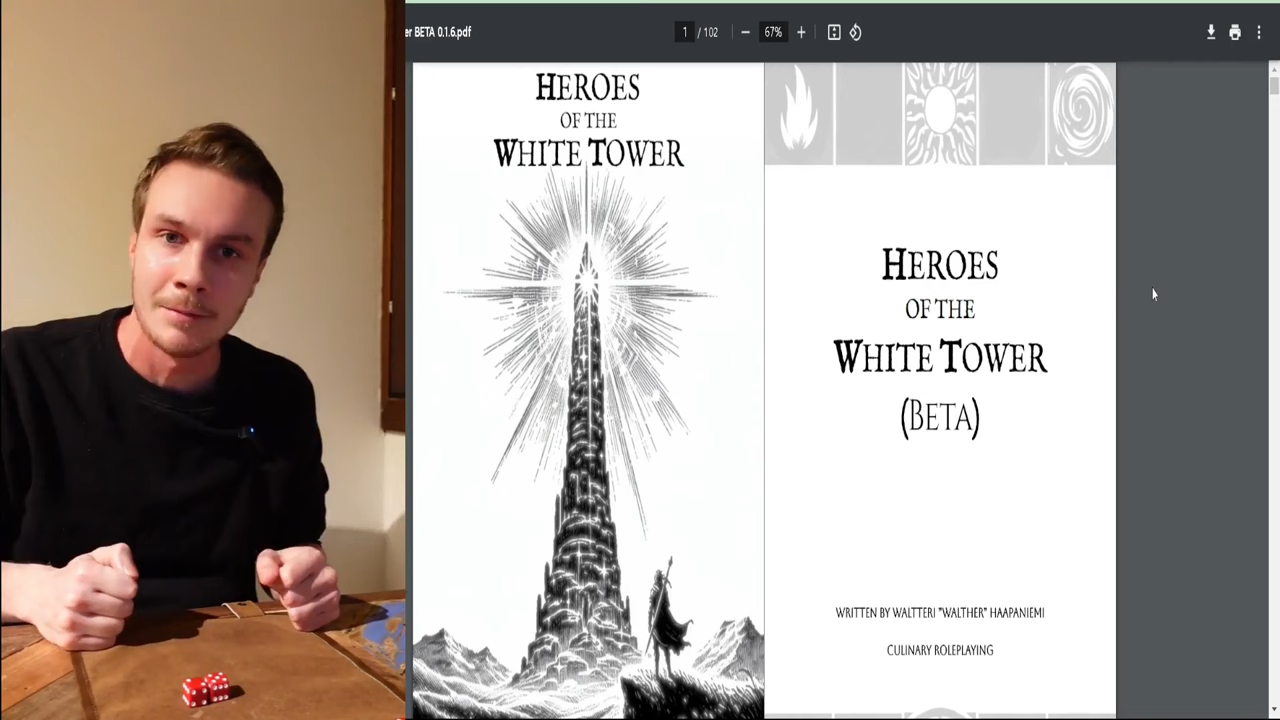 er BETA 0.1.6.pdf
1 / 102
67%
HEROES
OF THE
WHITE TOWER
HEROES
OF THE
WHITE TOWER
(BETA)
WRITTEN BY WALTTERI "WALTHER" HAAPANIEMI
CULINARY ROLEPLAYING